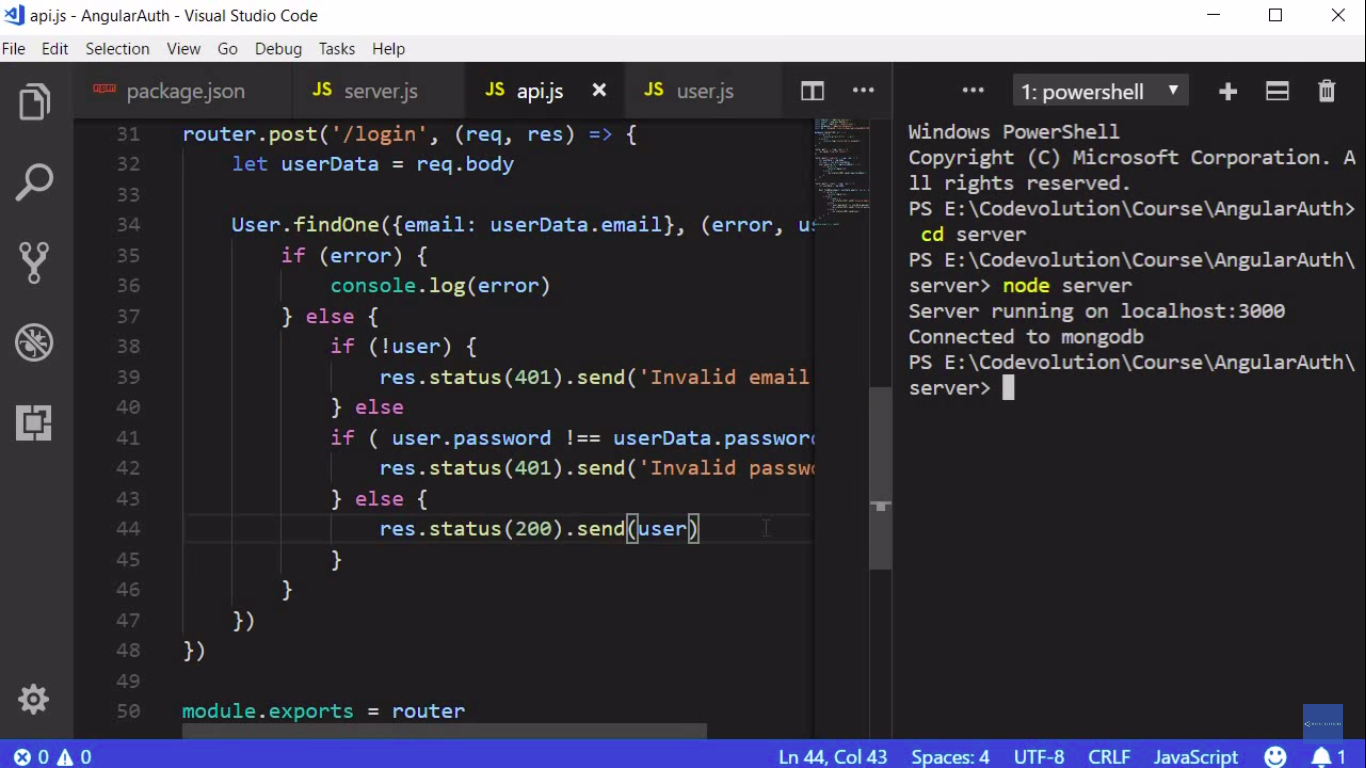 api.js - AngularAuth - Visual Studio Code
File Edit Selection View Go Debug Tasks Help
package.json JS server.js JS api.js JS user.js
31 router.post('/login', (req, res) => {
32 let userData = req.body
33
34 User.findOne({email: userData.email}, (error, us
35 if (error) {
36 console.log(error)
37 } else {
38 if (!user) {
39 res.status(401).send('Invalid email
40 } else
41 if ( user.password !== userData.password
42 res.status(401).send('Invalid passwo
43 } else {
44 res.status(200).send(user)
45 }
46 }
47 })
48 })
49
50 module.exports = router
1: powershell
Windows PowerShell
Copyright (C) Microsoft Corporation. A
ll rights reserved.
PS E:\Codevolution\Course\AngularAuth>
cd server
PS E:\Codevolution\Course\AngularAuth\
server> node server
Server running on localhost:3000
Connected to mongodb
PS E:\Codevolution\Course\AngularAuth\
server>
0 0 Ln 44, Col 43 Spaces: 4 UTF-8 CRLF JavaScript 1